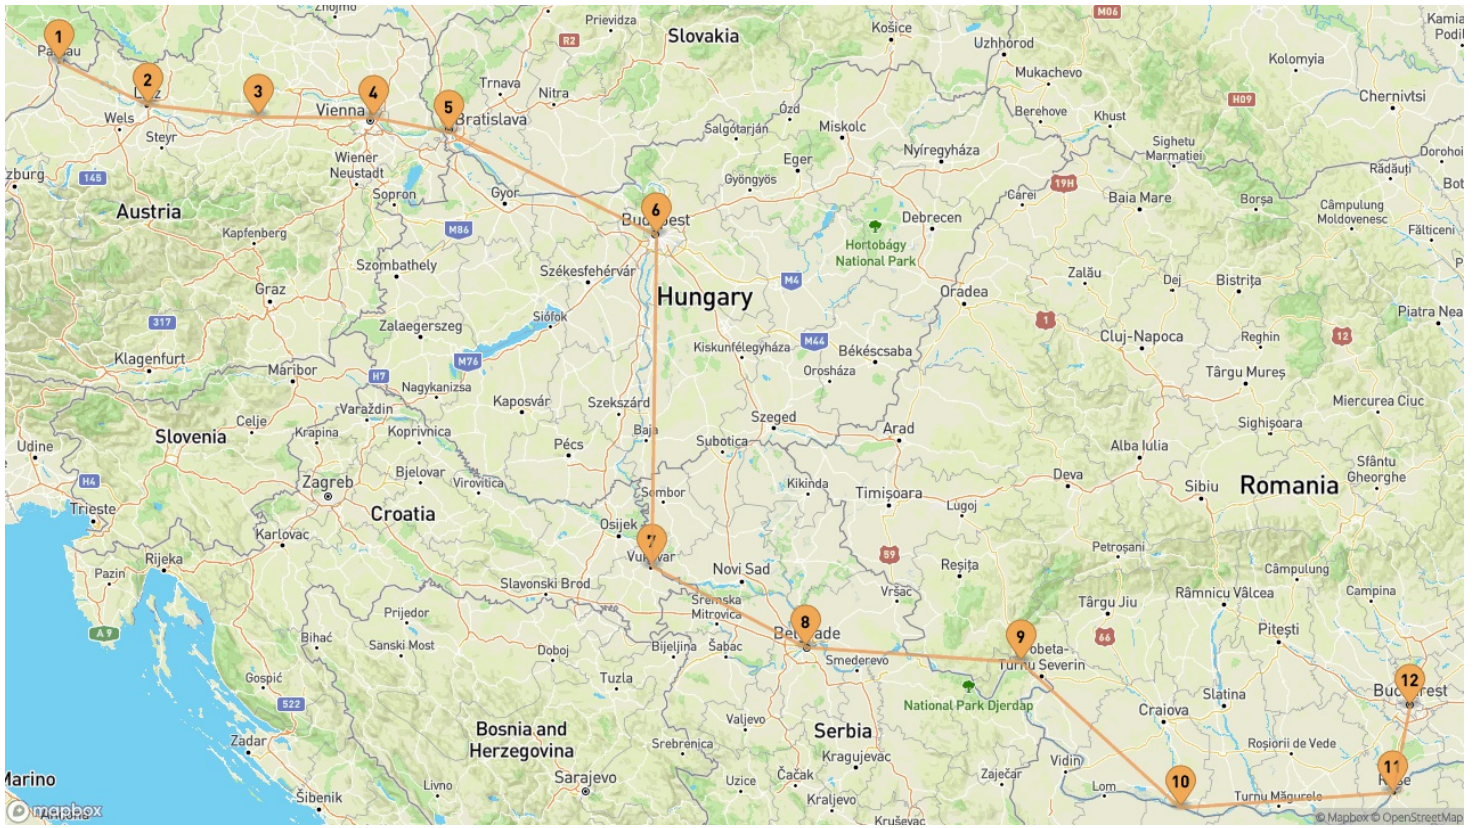 Znojmo
Prievidza
M06
Kamia
Podil
R2
Slovakia
Košice
Uzhhorod
Kolomyia
1
2
3
4
5
Trnava
Nitra
Mukachevo
H09
Chernivtsi
Vienna
Bratislava
Ózd
Berehove
Khust
Wels
Steyr
Salgótarján
Miskolc
Sighetu
Marmației
Dorohoi
zburg
145
Wiener
Neustadt
Eger
Nyíregyháza
Rădăuți
Bot
Sopron
Gyor
Gyöngyös
19H
Carei
Baia Mare
Borșa
Câmpulung
Moldovenesc
Austria
6
Budapest
Debrecen
Fălticeni
Kapfenberg
M86
Hortobágy
National Park
P
Szombathely
Székesfehérvár
M4
Zalău
Dej
Bistrița
Graz
Hungary
Oradea
317
Siófok
1
12
Piatra Nea
Zalaegerszeg
Cluj-Napoca
Reghin
Klagenfurt
M76
Kiskunfélegyháza
M44
Békéscsaba
Maribor
H7
Nagykanizsa
Orosháza
Târgu Mureș
Varaždin
Kaposvár
Szekszárd
Miercurea Ciuc
Celje
Szeged
Sighișoara
Udine
Slovenia
Krapina
Koprivnica
Pécs
Baja
Subotica
Arad
Alba Iulia
H4
Zagreb
Bjelovar
Virovitica
Sombor
Kikinda
Timișoara
Deva
Sibiu
Romania
Sfântu
Gheorghe
Trieste
Croatia
Lugoj
Karlovac
Osijek
7
Vukovar
Rijeka
Pazin
Slavonski Brod
Novi Sad
59
Reșița
Petroșani
Câmpulung
Vršac
Târgu Jiu
Râmnicu Vâlcea
Campina
A 9
Prijedor
Sremska
Mitrovica
8
Belgrade
9
66
Pitești
Bihać
Sanski Most
Doboj
Bijeljina
Šabac
Smederevo
Drobeta-
Turnu Severin
12
Bucharest
Gospić
522
Tuzla
National Park Djerdap
Slatina
Craiova
Zadar
Bosnia and
Herzegovina
Valjevo
Srebrenica
Serbia
Kragujevac
Vidin
Roșiorii de Vede
Marino
Livno
Sarajevo
Užice
Čačak
Zaječar
Lom
10
11
Šibenik
Kraljevo
Turnu Măgurele
mapbox
Kruševac
© Mapbox © OpenStreetMap